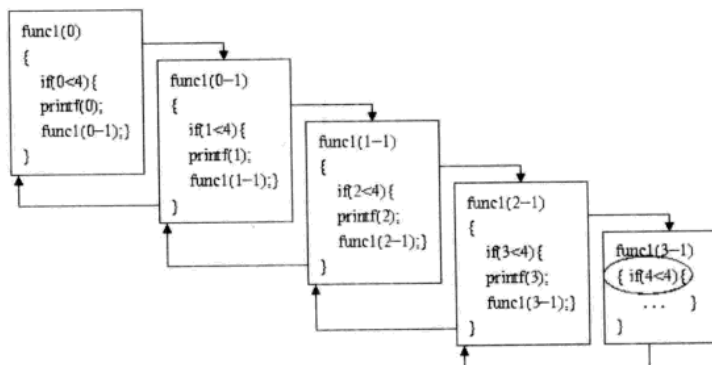 func1(0)
{
if(0<4){
printf(0);
func1(0-1);}
}
func1(0-1)
{
if(1<4){
printf(1);
func1(1-1);}
}
func1(1-1)
{
if(2<4){
printf(2);
func1(2-1);}
}
func1(2-1)
{
if(3<4){
printf(3);
func1(3-1);}
}
func1(3-1)
{ if(4<4){
... }
}